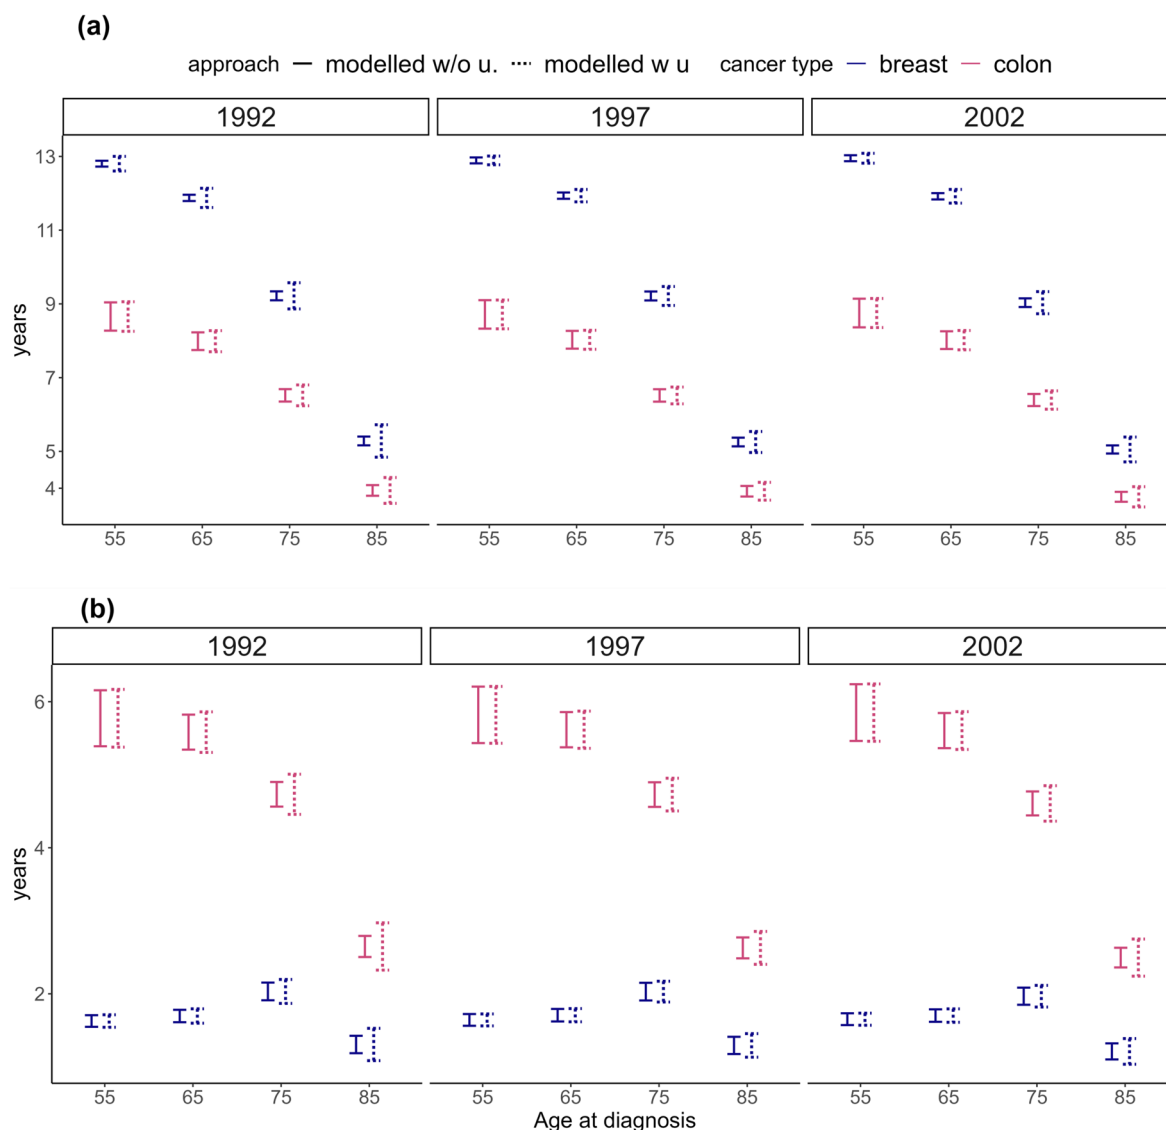 (a)
approach modelled w/o u. modelled w u cancer type breast colon
1992 1997 2002
13
11
9
7
5
4
years
55 65 75 85 55 65 75 85 55 65 75 85
(b)
1992 1997 2002
6
4
2
years
55 65 75 85 55 65 75 85 55 65 75 85
Age at diagnosis